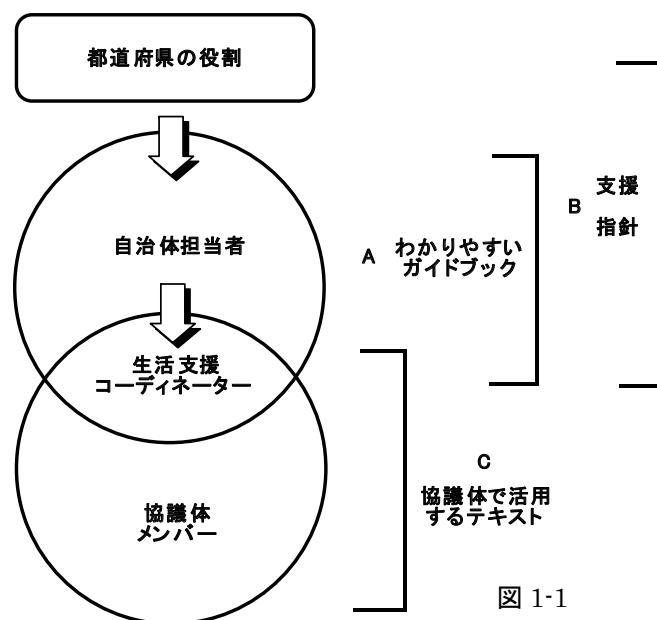 都道府県の役割
自治体担当者
生活支援
コーディネーター
協議体
メンバー
A わかりやすい
ガイドブック
B 支援
指針
C
協議体で活用
するテキスト
図 1-1